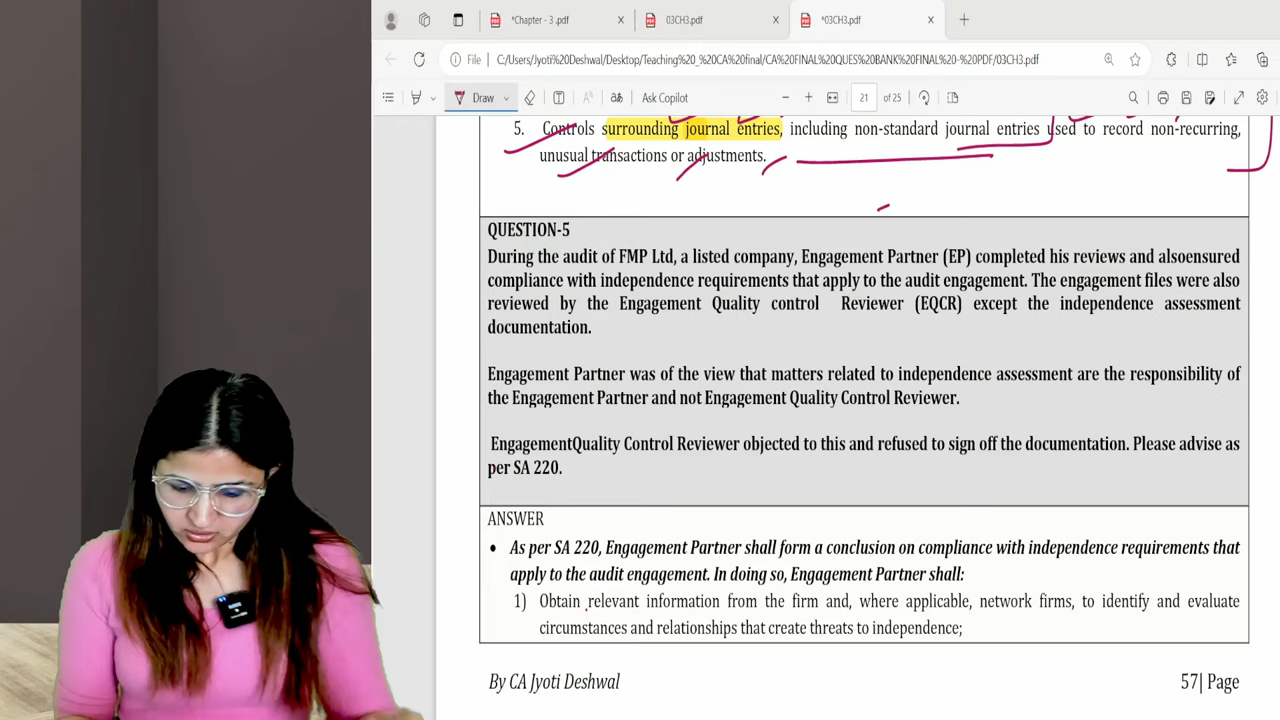 *Chapter - 3 .pdf
03CH3.pdf
*03CH3.pdf
File
C:/Users/Jyoti%20Deshwal/Desktop/Teaching%20_%20CA%20final/CA%20FINAL%20QUES%20BANK%20FINAL%20-%20PDF/03CH3.pdf
Draw
Ask Copilot
21 of 25
5. Controls surrounding journal entries, including non-standard journal entries used to record non-recurring,
unusual transactions or adjustments.
QUESTION-5
During the audit of FMP Ltd, a listed company, Engagement Partner (EP) completed his reviews and alsoensured
compliance with independence requirements that apply to the audit engagement. The engagement files were also
reviewed by the Engagement Quality control Reviewer (EQCR) except the independence assessment
documentation.
Engagement Partner was of the view that matters related to independence assessment are the responsibility of
the Engagement Partner and not Engagement Quality Control Reviewer.
EngagementQuality Control Reviewer objected to this and refused to sign off the documentation. Please advise as
per SA 220.
ANSWER
• As per SA 220, Engagement Partner shall form a conclusion on compliance with independence requirements that
apply to the audit engagement. In doing so, Engagement Partner shall:
1) Obtain relevant information from the firm and, where applicable, network firms, to identify and evaluate
circumstances and relationships that create threats to independence;
By CA Jyoti Deshwal
57| Page